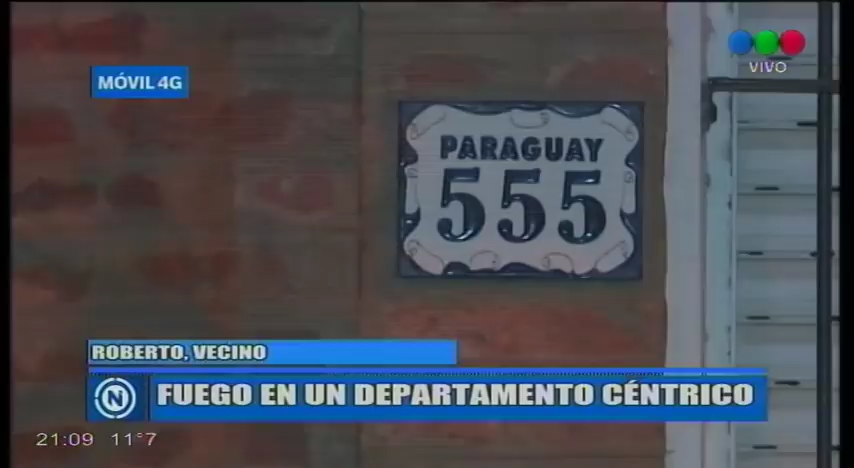 VIVO
MÓVIL 4G
PARAGUAY
555
ROBERTO, VECINO
N
FUEGO EN UN DEPARTAMENTO CÉNTRICO
21:09 11°7